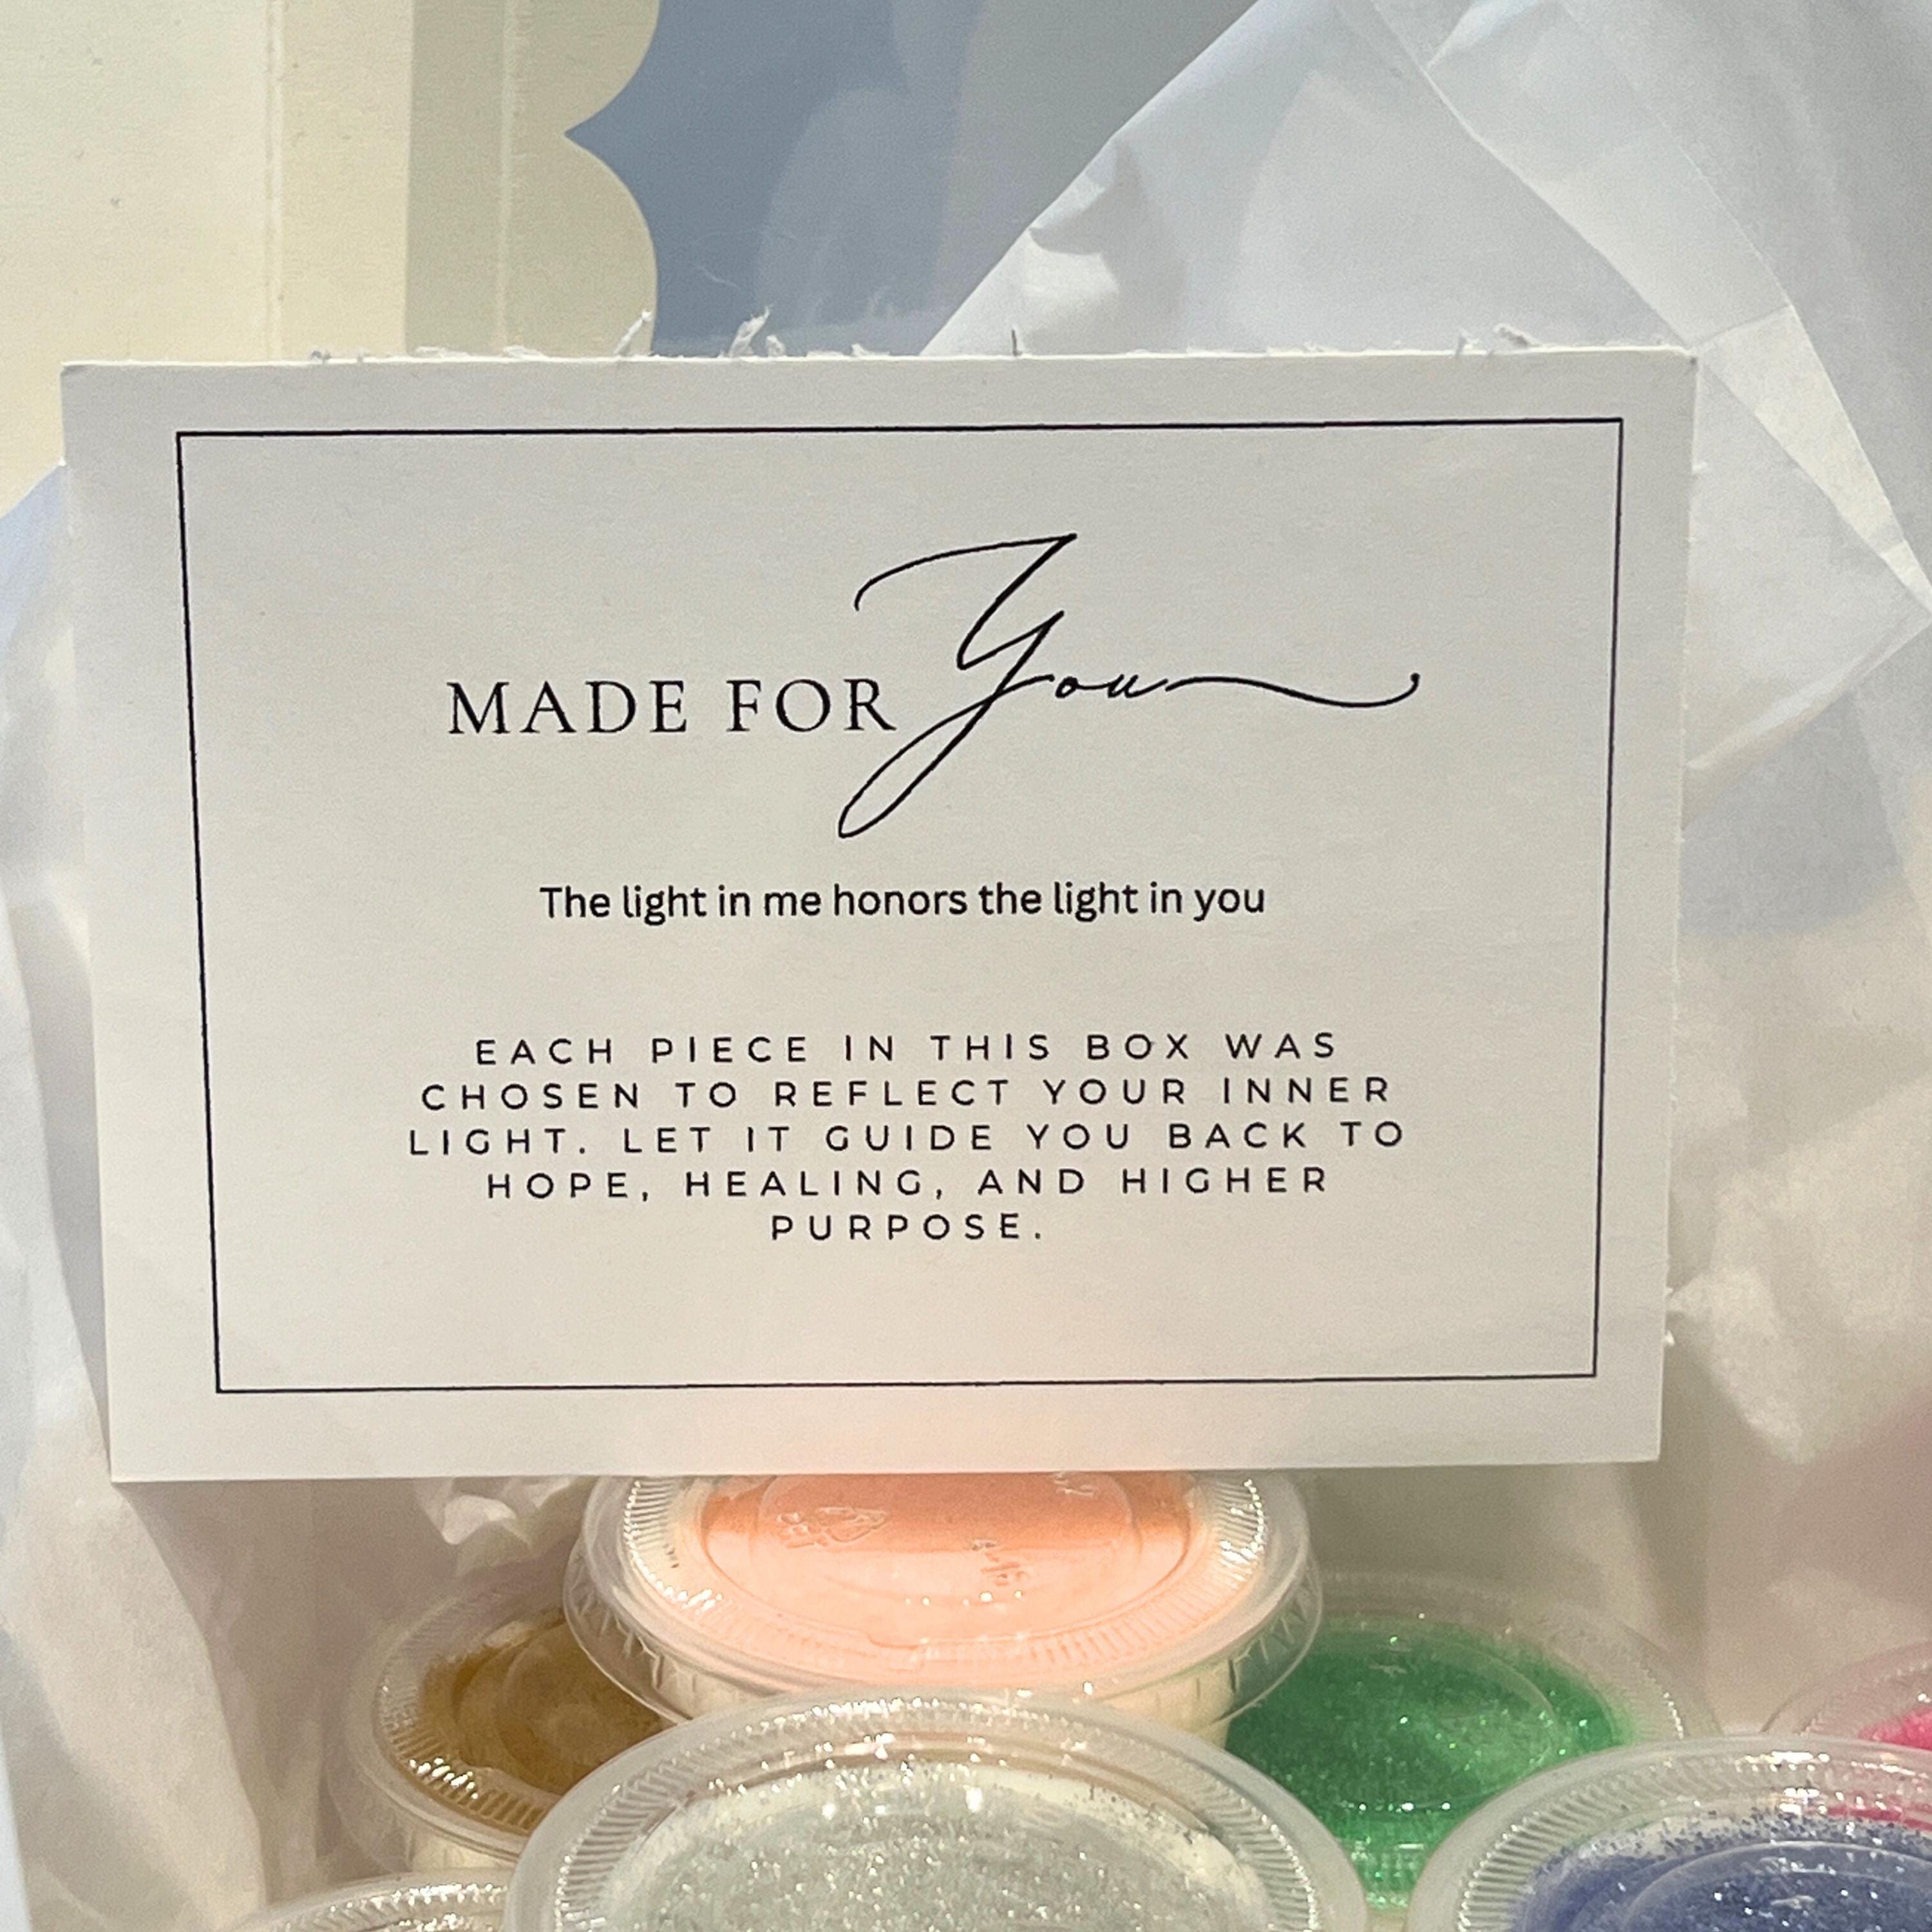 MADE FOR You
The light in me honors the light in you
EACH PIECE IN THIS BOX WAS
CHOSEN TO REFLECT YOUR INNER
LIGHT. LET IT GUIDE YOU BACK TO
HOPE, HEALING, AND HIGHER
PURPOSE.